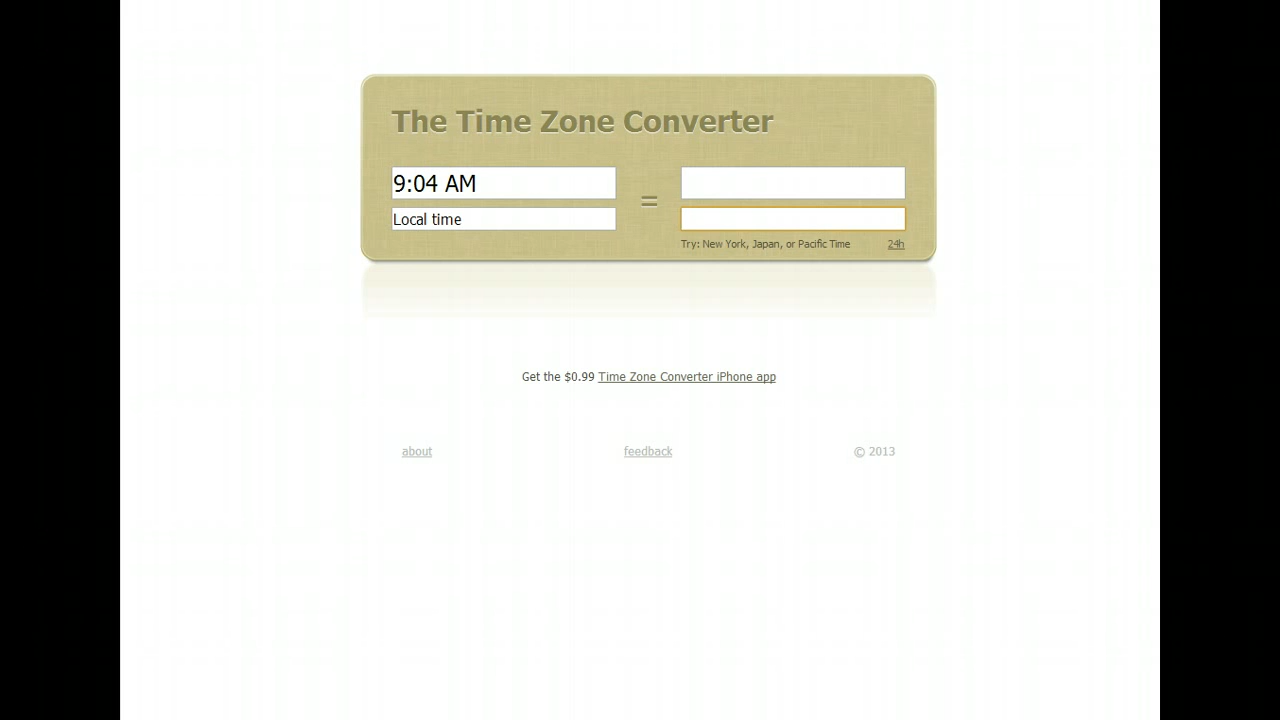 The Time Zone Converter
9:04 AM
=
Local time
Try: New York, Japan, or Pacific Time 24h
Get the $0.99 Time Zone Converter iPhone app
about feedback © 2013